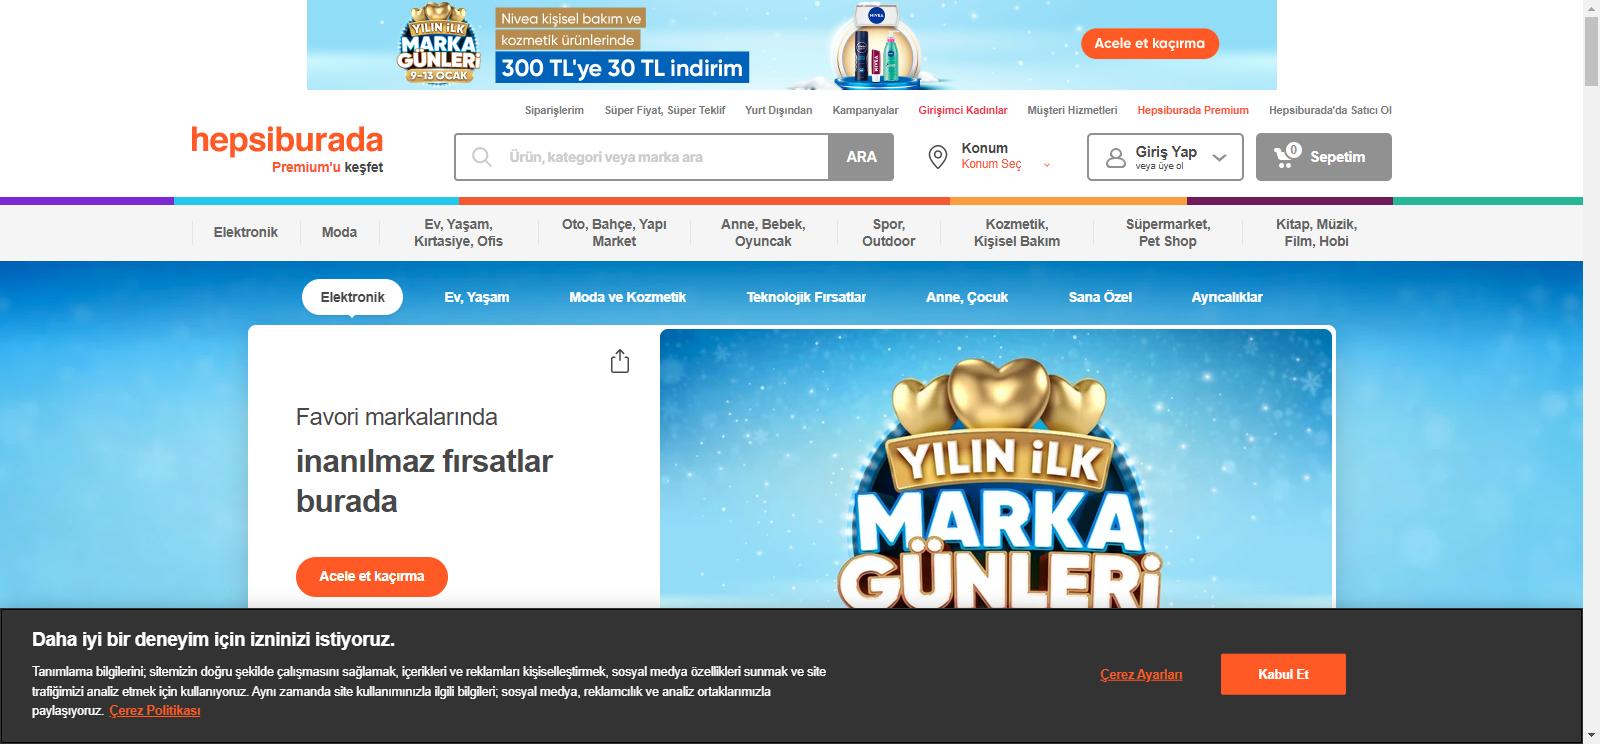 YILIN İLK
MARKA
GÜNLERİ
9-13 OCAK
Nivea kişisel bakım ve
kozmetik ürünlerinde
300 TL'ye 30 TL indirim
NIVEA
Acele et kaçırma
Siparişlerim
Süper Fiyat, Süper Teklif
Yurt Dışından
Kampanyalar
Girişimci Kadınlar
Müşteri Hizmetleri
Hepsiburada Premium
Hepsiburada'da Satıcı Ol
hepsiburada
Premium'u keşfet
Ürün, kategori veya marka ara
ARA
Konum
Konum Seç
Giriş Yap
veya üye ol
0
Sepetim
Elektronik
Moda
Ev, Yaşam,
Kırtasiye, Ofis
Oto, Bahçe, Yapı
Market
Anne, Bebek,
Oyuncak
Spor,
Outdoor
Kozmetik,
Kişisel Bakım
Süpermarket,
Pet Shop
Kitap, Müzik,
Film, Hobi
Elektronik
Ev, Yaşam
Moda ve Kozmetik
Teknolojik Fırsatlar
Anne, Çocuk
Sana Özel
Ayrıcalıklar
Favori markalarında
inanılmaz fırsatlar
burada
Acele et kaçırma
YILIN İLK
MARKA
GÜNLERİ
Daha iyi bir deneyim için izninizi istiyoruz.
Tanımlama bilgilerini; sitemizin doğru şekilde çalışmasını sağlamak, içerikleri ve reklamları kişiselleştirmek, sosyal medya özellikleri sunmak ve site
trafiğimizi analiz etmek için kullanıyoruz. Aynı zamanda site kullanımınızla ilgili bilgileri; sosyal medya, reklamcılık ve analiz ortaklarımızla
paylaşıyoruz. Çerez Politikası
Çerez Ayarları
Kabul Et